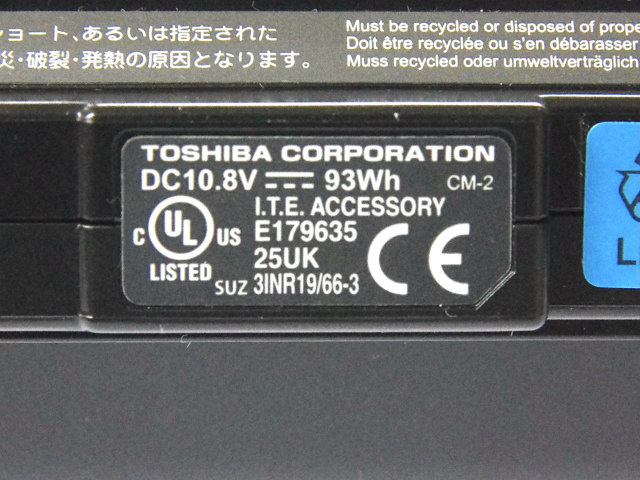 ショート、あるいは指定された
災・破裂・発熱の原因となります。
Must be recycled or disposed of prope
Doit être recyclée ou s'en débarasser
Muss recycled oder umweltverträglich
TOSHIBA CORPORATION
DC10.8V 93Wh CM-2
I.T.E. ACCESSORY
C UL US E179635
LISTED 25UK CE
SUZ 3INR19/66-3
L